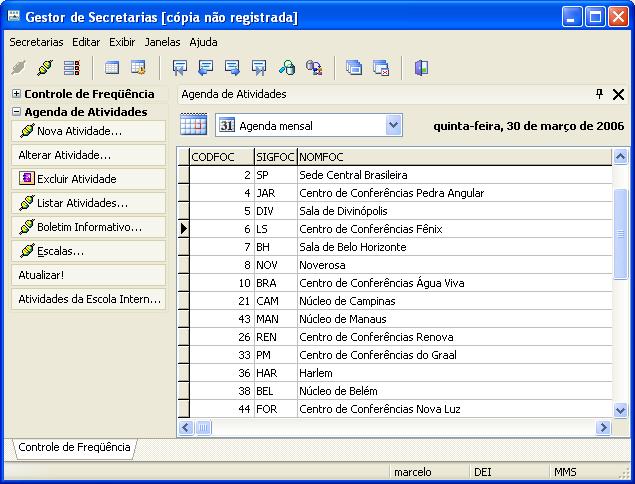 Gestor de Secretarias [cópia não registrada]
Secretarias Editar Exibir Janelas Ajuda
Controle de Freqüência
Agenda de Atividades
Nova Atividade...
Alterar Atividade...
Excluir Atividade
Listar Atividades...
Boletim Informativo...
Escalas...
Atualizar!
Atividades da Escola Intern...
Agenda de Atividades
31 Agenda mensal
quinta-feira, 30 de março de 2006
CODFOC SIGFOC NOMFOC
2 SP Sede Central Brasileira
4 JAR Centro de Conferências Pedra Angular
5 DIV Sala de Divinópolis
6 LS Centro de Conferências Fênix
7 BH Sala de Belo Horizonte
8 NOV Noverosa
10 BRA Centro de Conferências Água Viva
21 CAM Núcleo de Campinas
43 MAN Núcleo de Manaus
26 REN Centro de Conferências Renova
33 PM Centro de Conferências do Graal
36 HAR Harlem
38 BEL Núcleo de Belém
44 FOR Centro de Conferências Nova Luz
Controle de Freqüência
marcelo DEI MMS